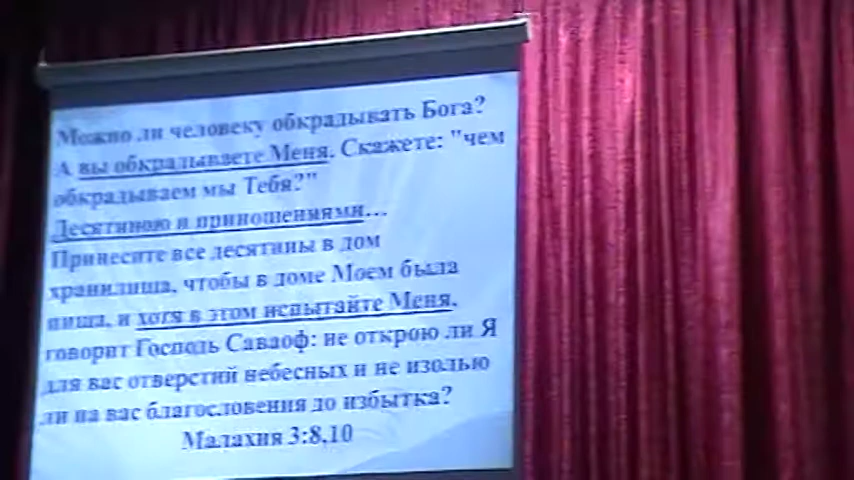 Можно ли человеку обкрадывать Бога?
А вы обкрадываете Меня. Скажете: "чем
обкрадываем мы Тебя?"
Десятиною и приношениями...
Принесите все десятины в дом
хранилища, чтобы в доме Моем была
пища, и хотя в этом испытайте Меня,
говорит Господь Саваоф: не открою ли Я
для вас отверстий небесных и не изолью
ли на вас благословения до избытка?
Малахия 3:8,10